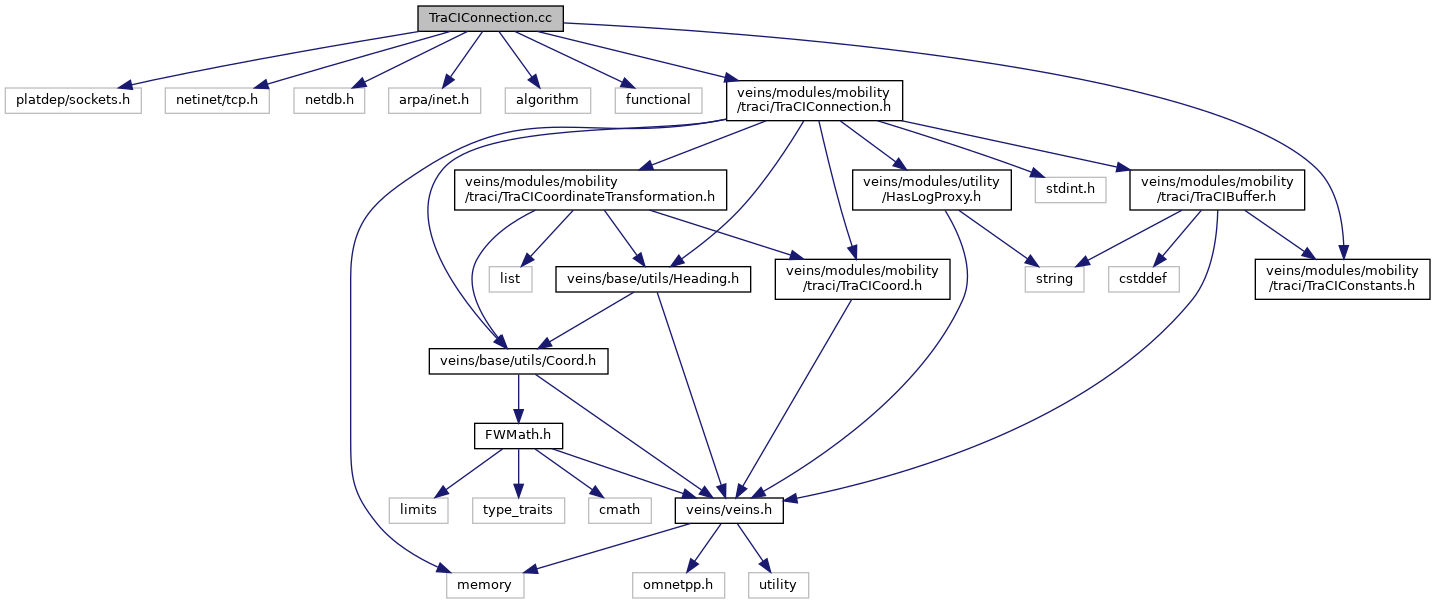 TraCIConnection.cc
platdep/sockets.h
netinet/tcp.h
netdb.h
arpa/inet.h
algorithm
functional
veins/modules/mobility
/traci/TraCIConnection.h
veins/modules/mobility
/traci/TraCICoordinateTransformation.h
veins/modules/utility
/HasLogProxy.h
stdint.h
veins/modules/mobility
/traci/TraCIBuffer.h
list
veins/base/utils/Heading.h
veins/modules/mobility
/traci/TraCICoord.h
string
cstddef
veins/modules/mobility
/traci/TraCIConstants.h
veins/base/utils/Coord.h
FWMath.h
limits
type_traits
cmath
veins/veins.h
memory
omnetpp.h
utility